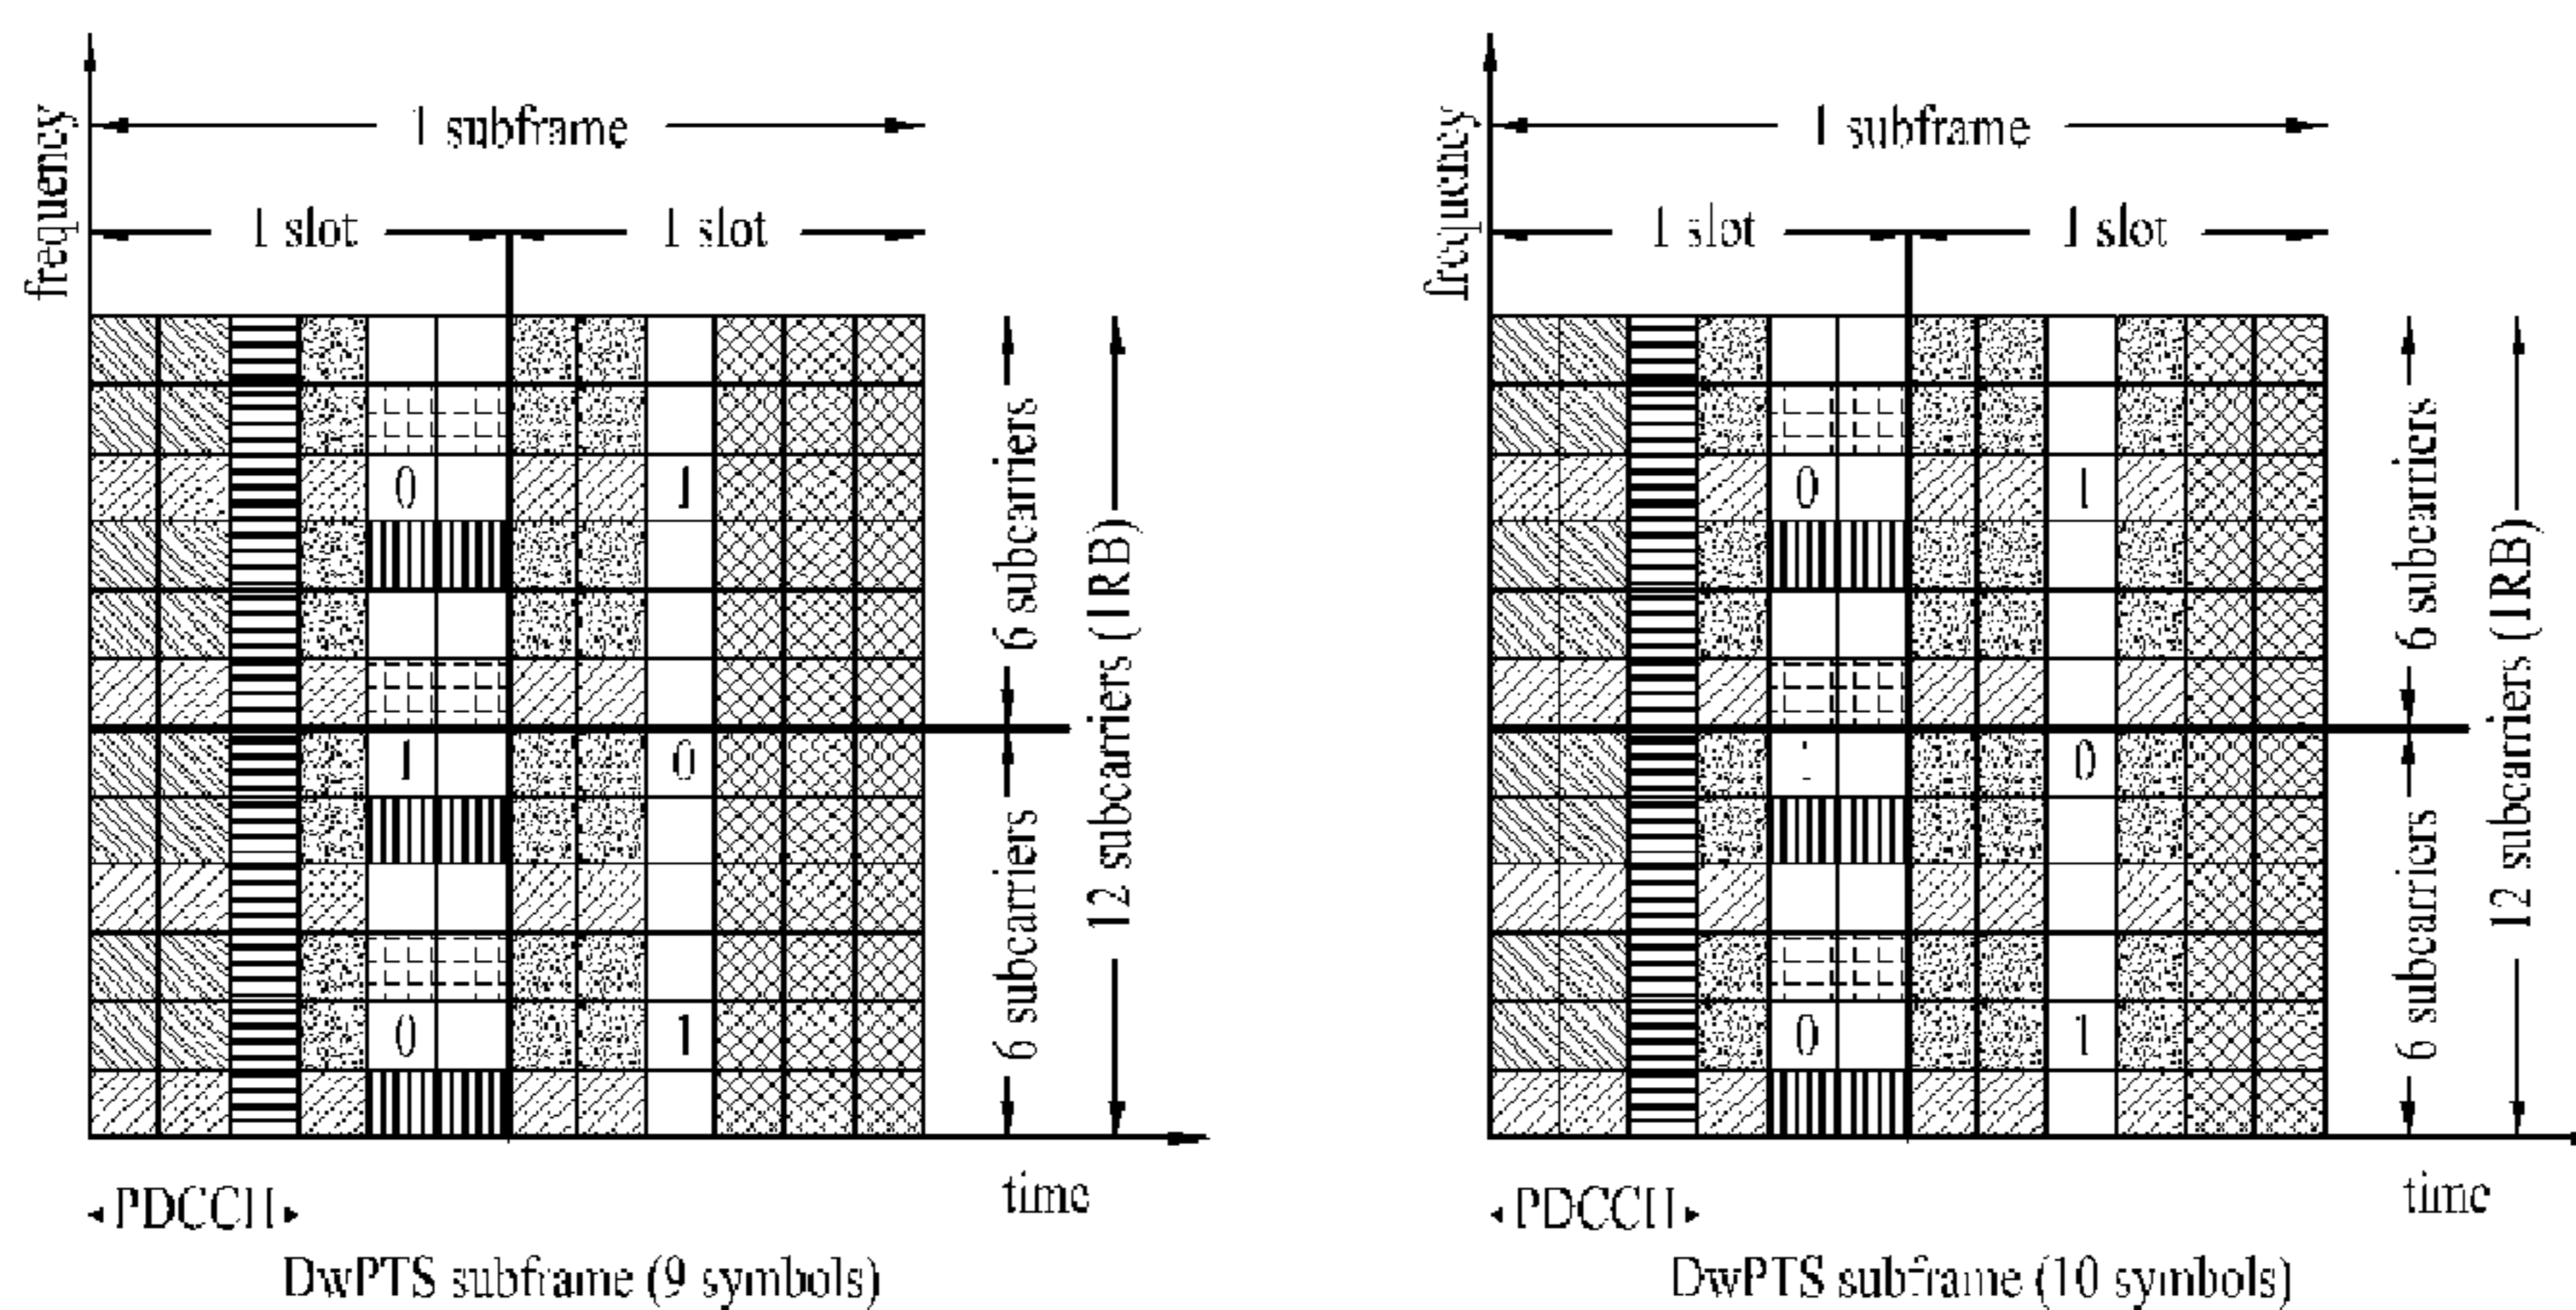 frequency
1 subframe
1 slot
1 slot
0
1
1
0
0
1
6 subcarriers
6 subcarriers
12 subcarriers (1RB)
time
PDCCH
DwPTS subframe (9 symbols)
frequency
1 subframe
1 slot
1 slot
0
1
0
0
1
6 subcarriers
6 subcarriers
12 subcarriers (1RB)
time
PDCCH
DwPTS subframe (10 symbols)